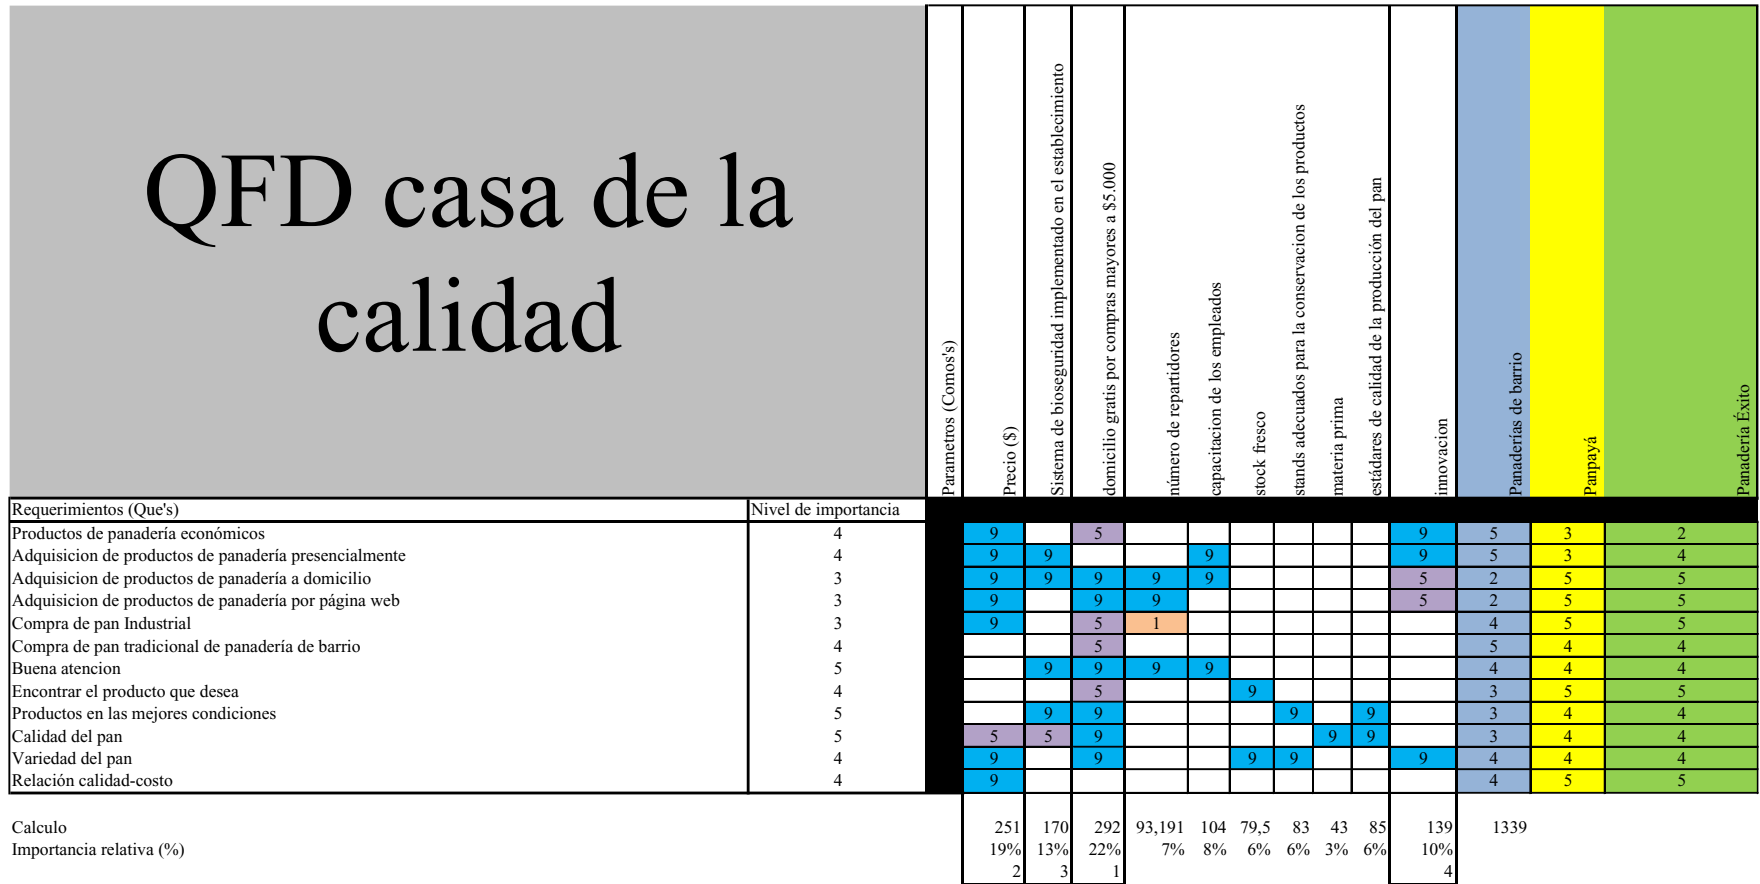 QFD casa de la
calidad
Parametros (Comos's)
Precio ($)
Sistema de bioseguridad implementado en el establecimiento
domicilio gratis por compras mayores a $5.000
número de repartidores
capacitacion de los empleados
stock fresco
stands adecuados para la conservacion de los productos
materia prima
estádares de calidad de la producción del pan
innovacion
Panaderías de barrio
Panpayá
Panadería Éxito
Requerimientos (Que's) Nivel de importancia
Productos de panadería económicos 4 9 5 9 5 3 2
Adquisicion de productos de panadería presencialmente 4 9 9 9 9 5 3 4
Adquisicion de productos de panadería a domicilio 3 9 9 9 9 9 5 2 5 5
Adquisicion de productos de panadería por página web 3 9 9 9 5 2 5 5
Compra de pan Industrial 3 9 5 1 4 5 5
Compra de pan tradicional de panadería de barrio 4 5 5 4 4
Buena atencion 5 9 9 9 9 4 4 4
Encontrar el producto que desea 4 5 9 3 5 5
Productos en las mejores condiciones 5 9 9 9 9 3 4 4
Calidad del pan 5 5 5 9 9 9 3 4 4
Variedad del pan 4 9 9 9 9 9 4 4 4
Relación calidad-costo 4 9 4 5 5
Calculo 251 170 292 93,191 104 79,5 83 43 85 139 1339
Importancia relativa (%) 19% 13% 22% 7% 8% 6% 6% 3% 6% 10%
2 3 1 4